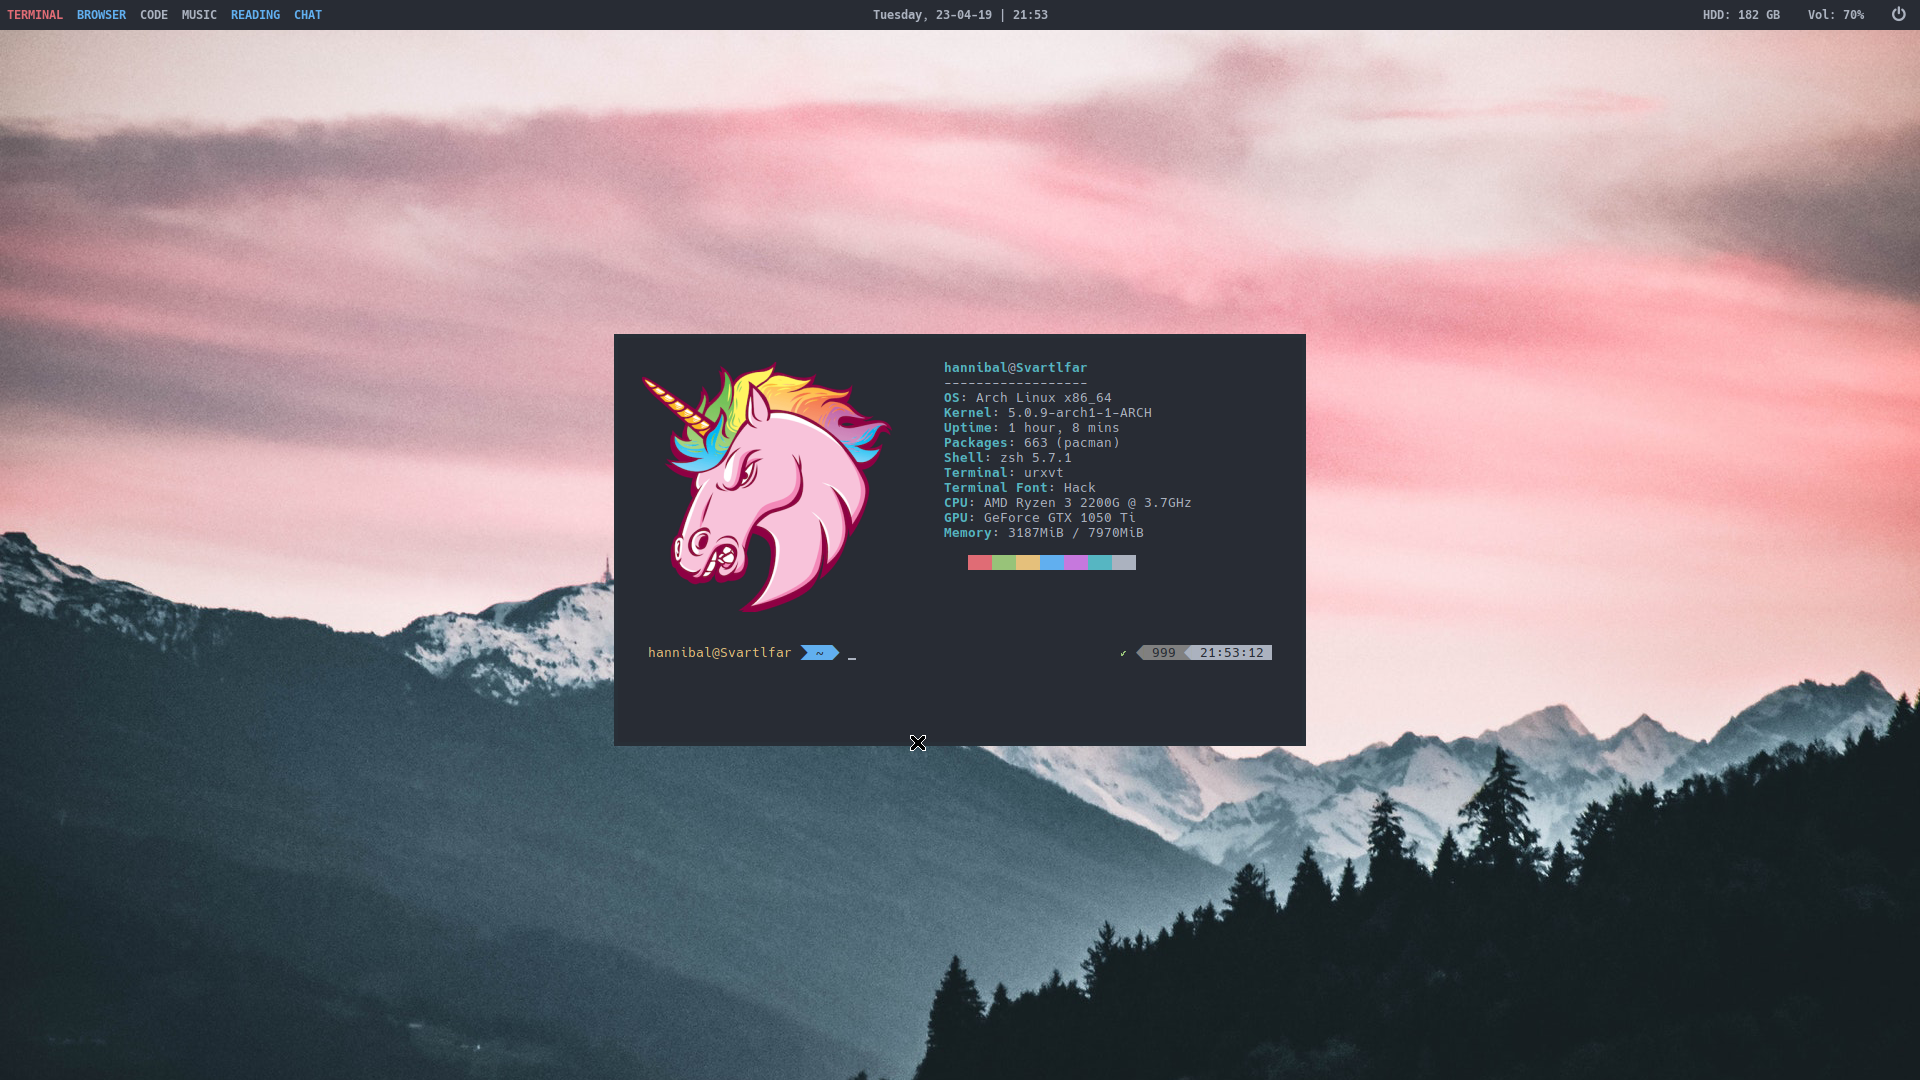 TERMINAL BROWSER CODE MUSIC READING CHAT
Tuesday, 23-04-19 | 21:53
HDD: 182 GB Vol: 70%
hannibal@Svartlfar
------------------
OS: Arch Linux x86_64
Kernel: 5.0.9-arch1-1-ARCH
Uptime: 1 hour, 8 mins
Packages: 663 (pacman)
Shell: zsh 5.7.1
Terminal: urxvt
Terminal Font: Hack
CPU: AMD Ryzen 3 2200G @ 3.7GHz
GPU: GeForce GTX 1050 Ti
Memory: 3187MiB / 7970MiB
hannibal@Svartlfar ~ _ ✓ 999 21:53:12